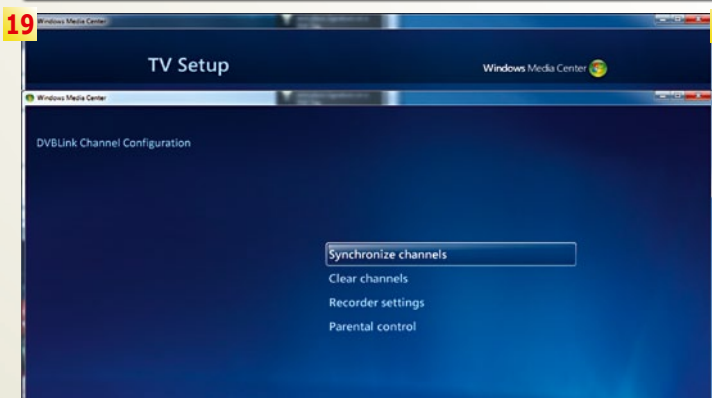 19
Windows Media Center
TV Setup
Windows Media Center
Windows Media Center
DVBLink Channel Configuration
Synchronize channels
Clear channels
Recorder settings
Parental control